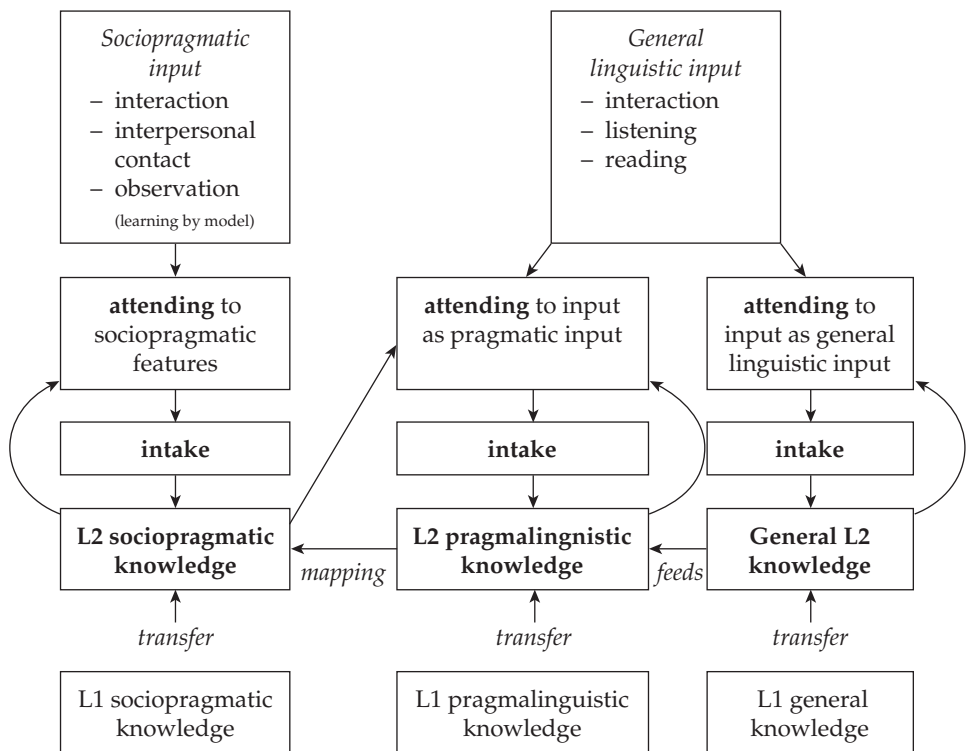 Sociopragmatic
input
– interaction
– interpersonal
contact
– observation
(learning by model)
General
linguistic input
– interaction
– listening
– reading
attending to
sociopragmatic
features
attending to input
as pragmatic input
attending to
input as general
linguistic input
intake
intake
intake
L2 sociopragmatic
knowledge
mapping
L2 pragmalingnistic
knowledge
feeds
General L2
knowledge
transfer
transfer
transfer
L1 sociopragmatic
knowledge
L1 pragmalinguistic
knowledge
L1 general
knowledge